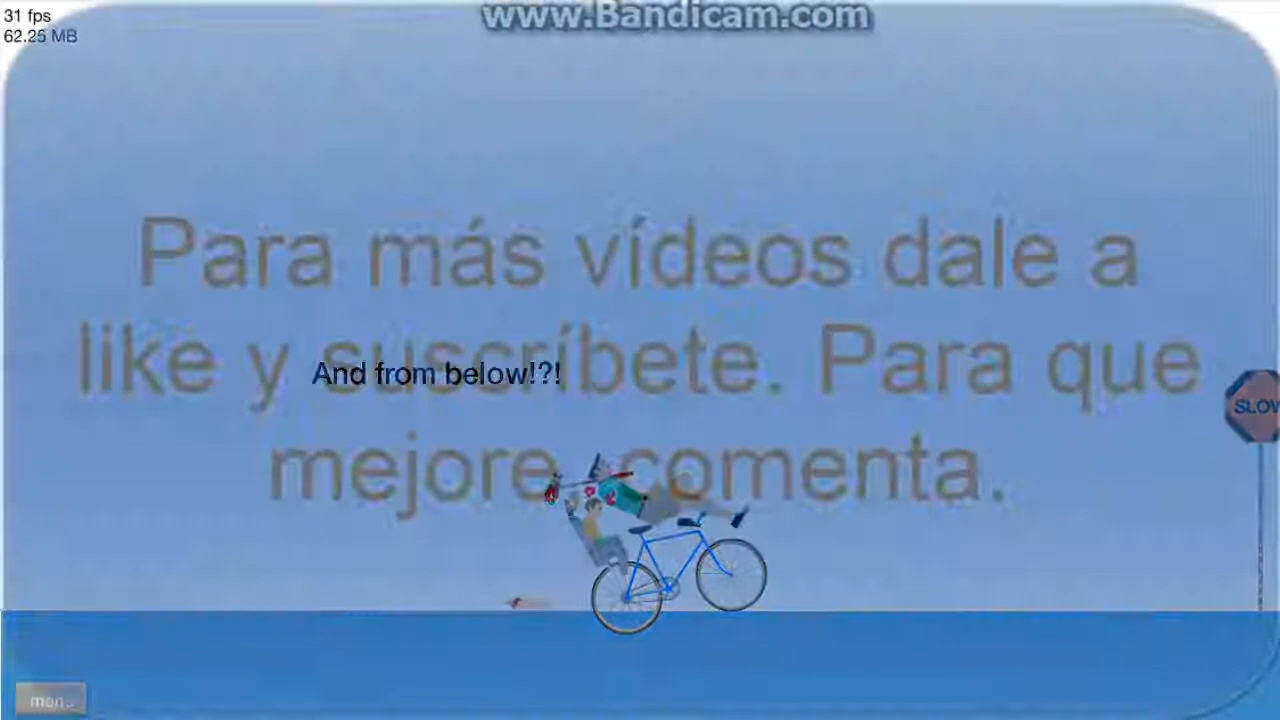 31 fps
62.25 MB
www.Bandicam.com
Para más vídeos dale a
like y suscríbete. Para que
And from below!?!
mejore comenta.
SLOW
menu